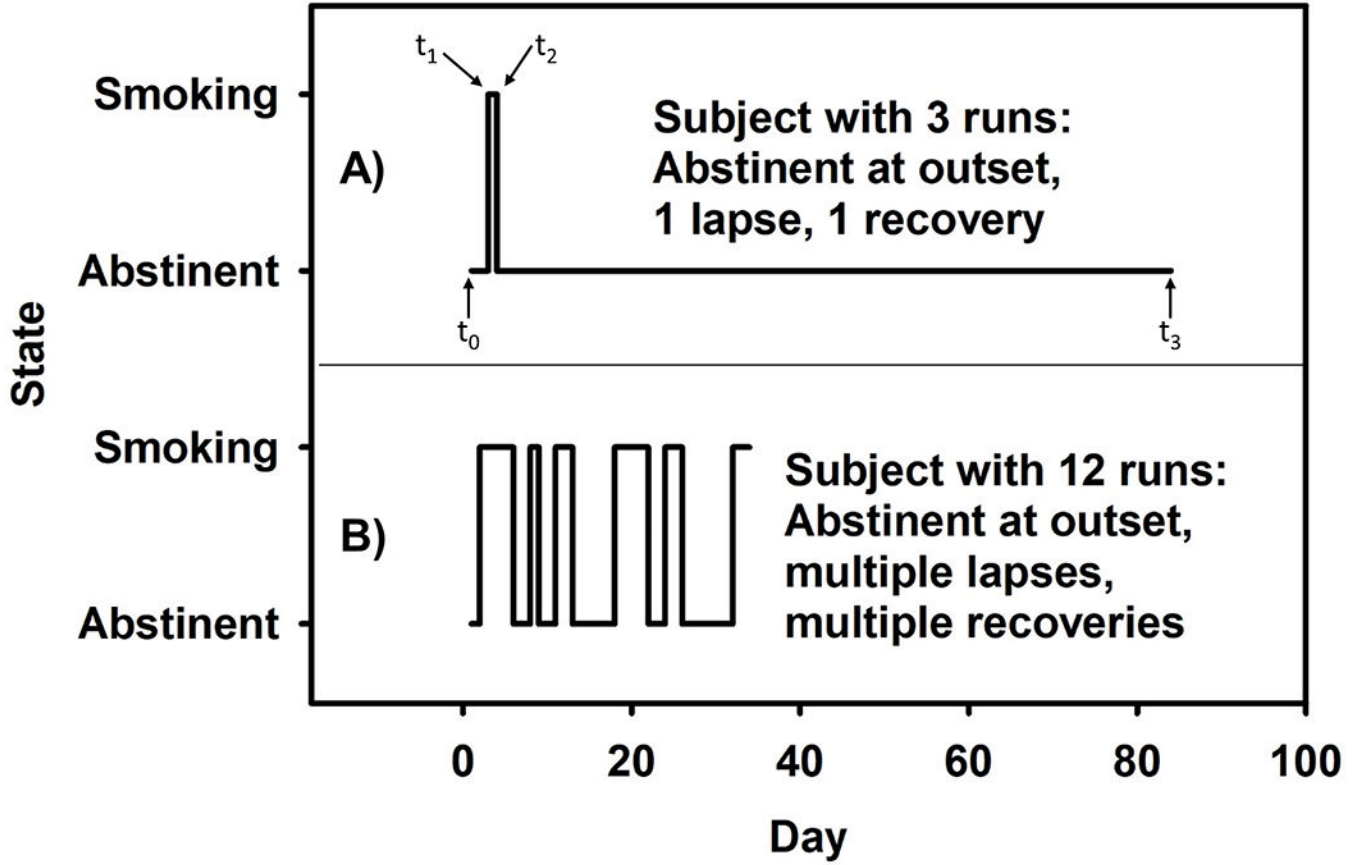 t1
t2
Smoking
A)
Subject with 3 runs:
Abstinent at outset,
1 lapse, 1 recovery
Abstinent
t0
t3
State
Smoking
B)
Subject with 12 runs:
Abstinent at outset,
multiple lapses,
multiple recoveries
Abstinent
0 20 40 60 80 100
Day